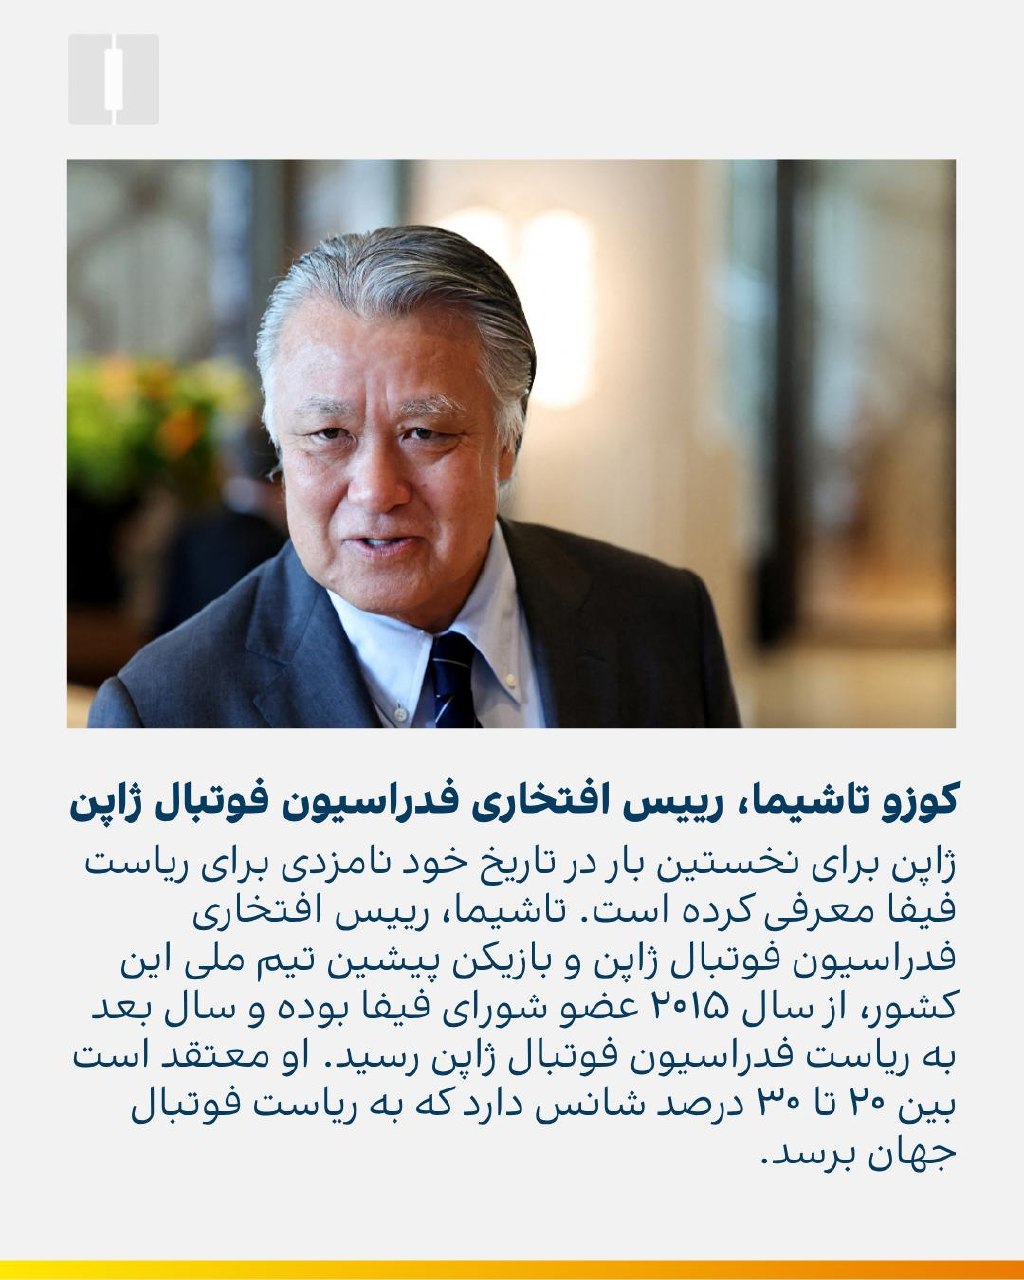 کوزو تاشیما، رییس افتخاری فدراسیون فوتبال ژاپن
ژاپن برای نخستین بار در تاریخ خود نامزدی برای ریاست
فیفا معرفی کرده است. تاشیما، رییس افتخاری
فدراسیون فوتبال ژاپن و بازیکن پیشین تیم ملی این
کشور، از سال ۲۰۱۵ عضو شورای فیفا بوده و سال بعد
به ریاست فدراسیون فوتبال ژاپن رسید. او معتقد است
بین ۲۰ تا ۳۰ درصد شانس دارد که به ریاست فوتبال
جهان برسد.